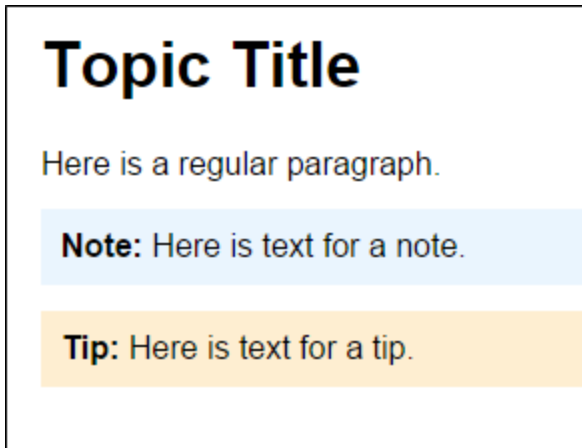 Topic Title
Here is a regular paragraph.
Note: Here is text for a note.
Tip: Here is text for a tip.